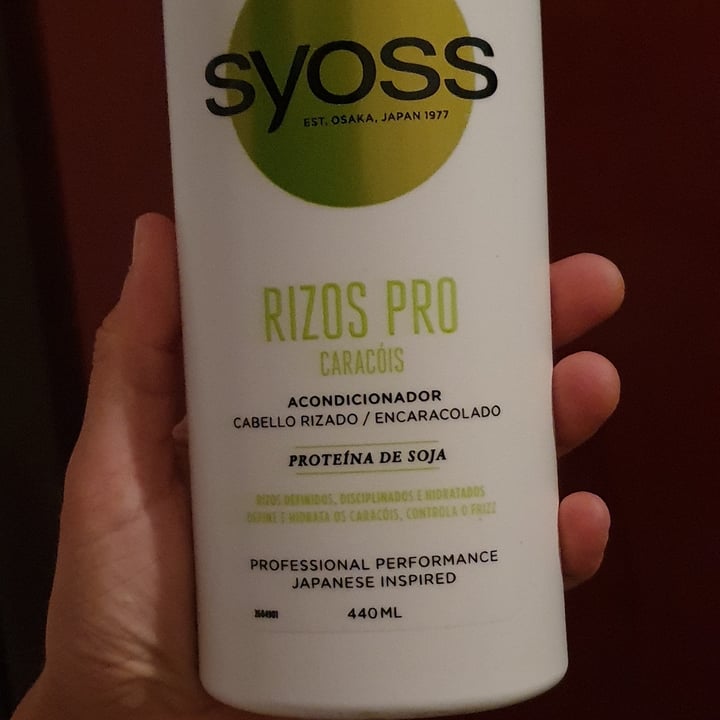 syoss
EST. OSAKA, JAPAN 1977
RIZOS PRO
CARACÓIS
ACONDICIONADOR
CABELLO RIZADO / ENCARACOLADO
PROTEÍNA DE SOJA
RIZOS DEFINIDOS, DISCIPLINADOS E HIDRATADOS
DEFINE E HIDRATA OS CARACÓIS, CONTROLA O FRIZZ
PROFESSIONAL PERFORMANCE
JAPANESE INSPIRED
2604901 440ML